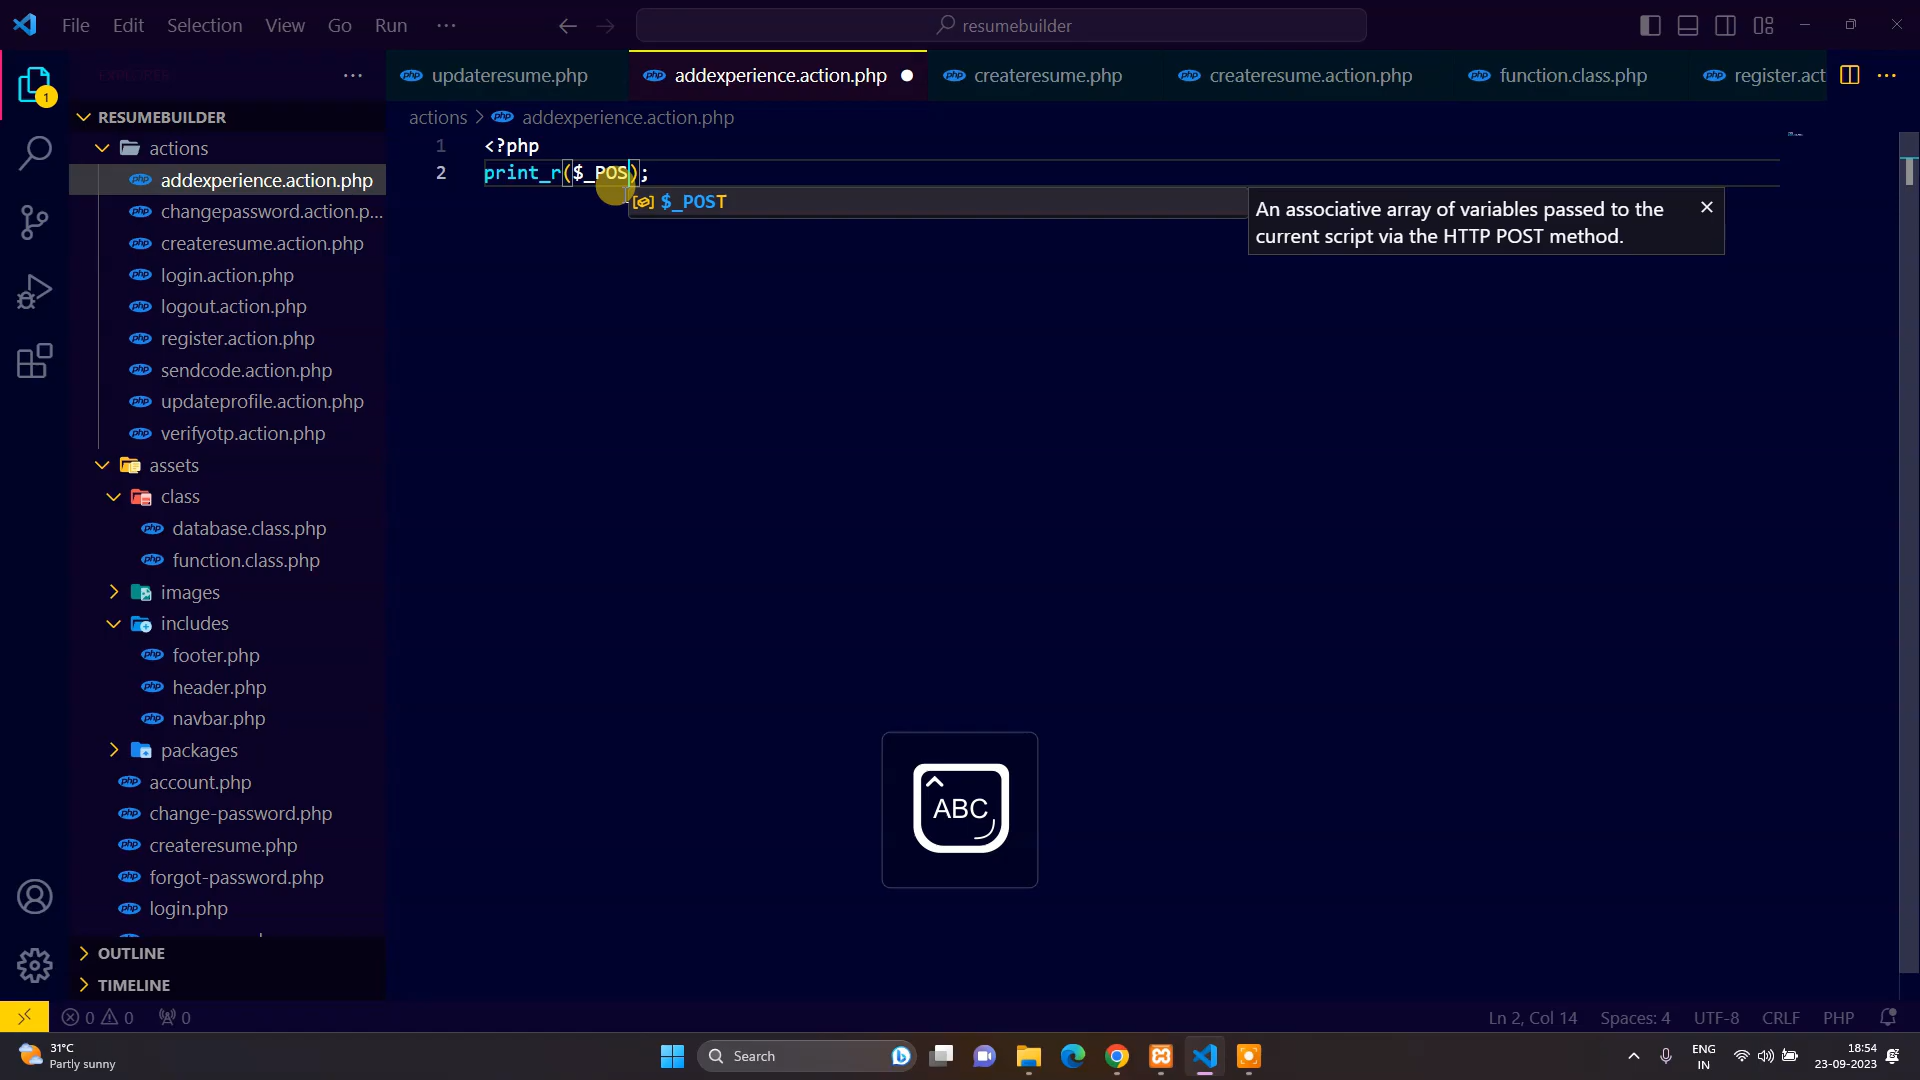 File Edit Selection View Go Run ···
resumebuilder
1
EXPLORER ···
updateresume.php
addexperience.action.php
createresume.php
createresume.action.php
function.class.php
register.act
···
actions > addexperience.action.php
RESUMEBUILDER
actions
addexperience.action.php
changepassword.action.p...
createresume.action.php
login.action.php
logout.action.php
register.action.php
sendcode.action.php
updateprofile.action.php
verifyotp.action.php
assets
class
database.class.php
function.class.php
images
includes
footer.php
header.php
navbar.php
packages
account.php
change-password.php
createresume.php
forgot-password.php
login.php
OUTLINE
TIMELINE
1 <?php
2 print_r($_POS);
$_POST
An associative array of variables passed to the
current script via the HTTP POST method.
ABC
0 0 0
Ln 2, Col 14 Spaces: 4 UTF-8 CRLF PHP
31°C
Partly sunny
Search
ENG
IN
18:54
23-09-2023